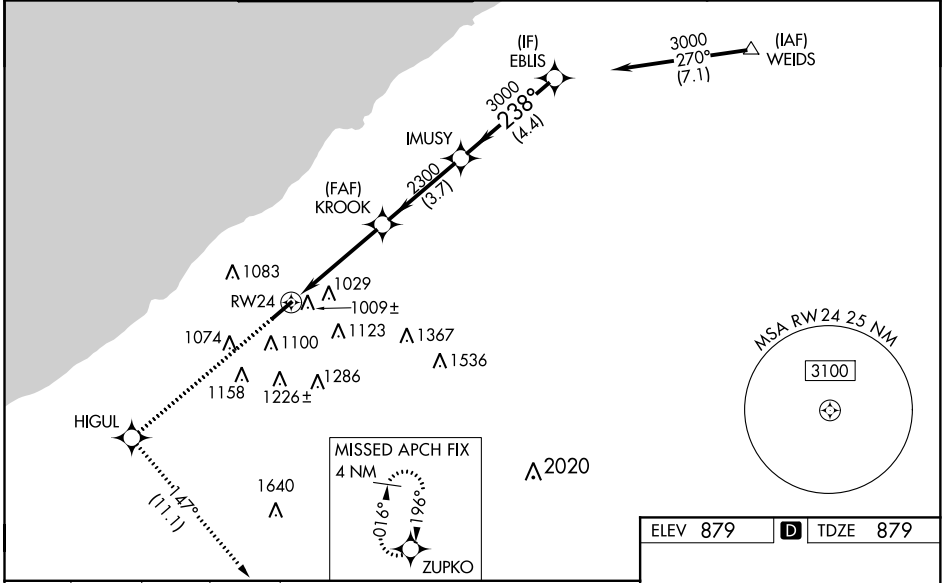 3000
270°
(7.1)
(IAF)
WEIDS
(IF)
EBLIS
3000
238°
(4.4)
IMUSY
2300
(3.7)
(FAF)
KROOK
1083
RW24
1029
1009±
1074
1100
1123
1367
1536
1158
1226±
1286
HIGUL
147°
(11.1)
1640
MISSED APCH FIX
4 NM
016°
196°
ZUPKO
2020
MSA RW 24 25 NM
3100
ELEV 879
D
TDZE 879